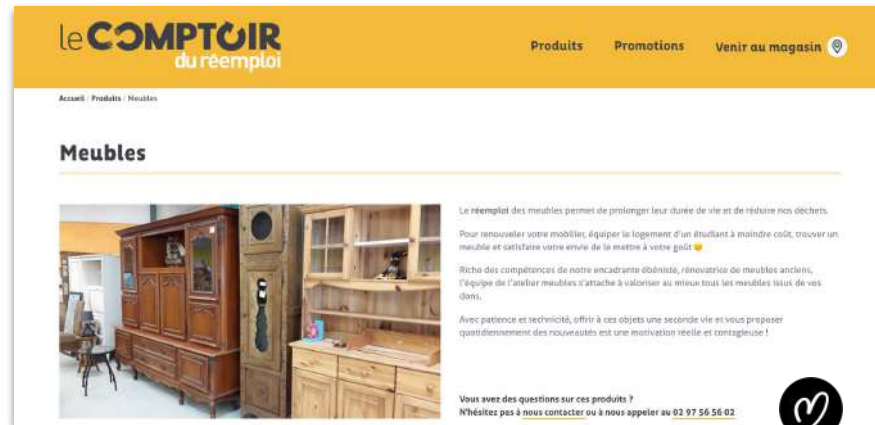 le COMPTOIR
du réemploi
Produits Promotions Venir au magasin
Accueil / Produits / Meubles
Meubles
Le réemploi des meubles permet de prolonger leur durée de vie et de réduire nos déchets.
Pour renouveler votre mobilier, équiper le logement d'un étudiant à moindre coût, trouver un
meuble et satisfaire votre envie de le mettre à votre goût 🙂
Riche des compétences de notre encadrante ébéniste, rénovatrice de meubles anciens,
l'équipe de l'atelier meubles s'attache à valoriser au mieux tous les meubles issus de vos
dons.
Avec patience et technicité, offrir à ces objets une seconde vie et vous proposer
quotidiennement des nouveautés est une motivation réelle et contagieuse !
Vous avez des questions sur ces produits ?
N'hésitez pas à nous contacter ou à nous appeler au 02 97 56 56 02